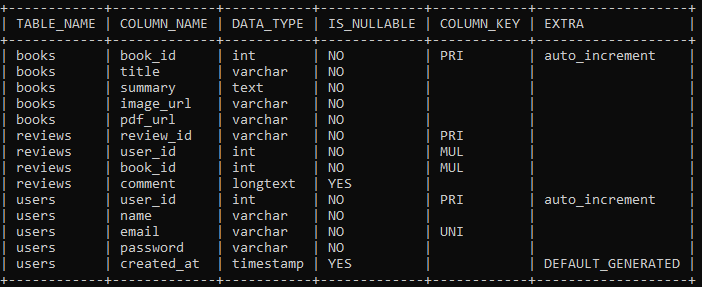 +------------+-------------+-----------+-------------+------------+-------------------+
| TABLE_NAME | COLUMN_NAME | DATA_TYPE | IS_NULLABLE | COLUMN_KEY | EXTRA             |
+------------+-------------+-----------+-------------+------------+-------------------+
| books      | book_id     | int       | NO          | PRI        | auto_increment    |
| books      | title       | varchar   | NO          |            |                   |
| books      | summary     | text      | NO          |            |                   |
| books      | image_url   | varchar   | NO          |            |                   |
| books      | pdf_url     | varchar   | NO          |            |                   |
| reviews    | review_id   | varchar   | NO          | PRI        |                   |
| reviews    | user_id     | int       | NO          | MUL        |                   |
| reviews    | book_id     | int       | NO          | MUL        |                   |
| reviews    | comment     | longtext  | YES         |            |                   |
| users      | user_id     | int       | NO          | PRI        | auto_increment    |
| users      | name        | varchar   | NO          |            |                   |
| users      | email       | varchar   | NO          | UNI        |                   |
| users      | password    | varchar   | NO          |            |                   |
| users      | created_at  | timestamp | YES         |            | DEFAULT_GENERATED |
+------------+-------------+-----------+-------------+------------+-------------------+